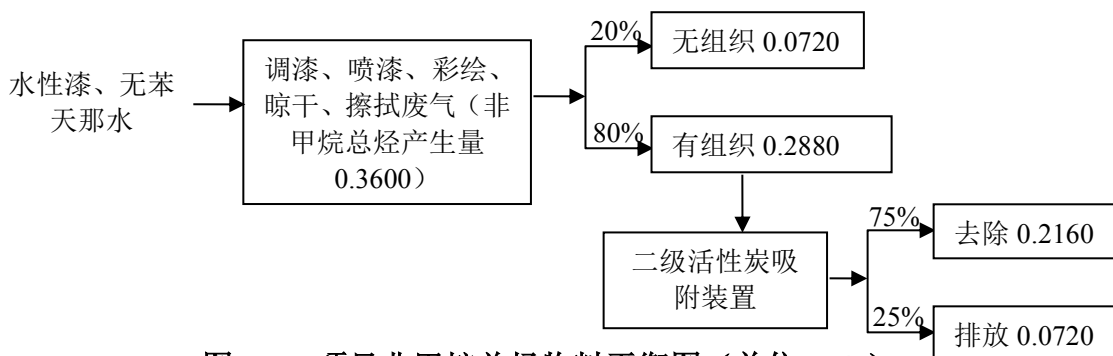 水性漆、无苯
天那水
调漆、喷漆、彩绘、
晾干、擦拭废气（非
甲烷总烃产生量
0.3600）
20%
无组织 0.0720
80%
有组织 0.2880
二级活性炭吸
附装置
75%
去除 0.2160
25%
排放 0.0720